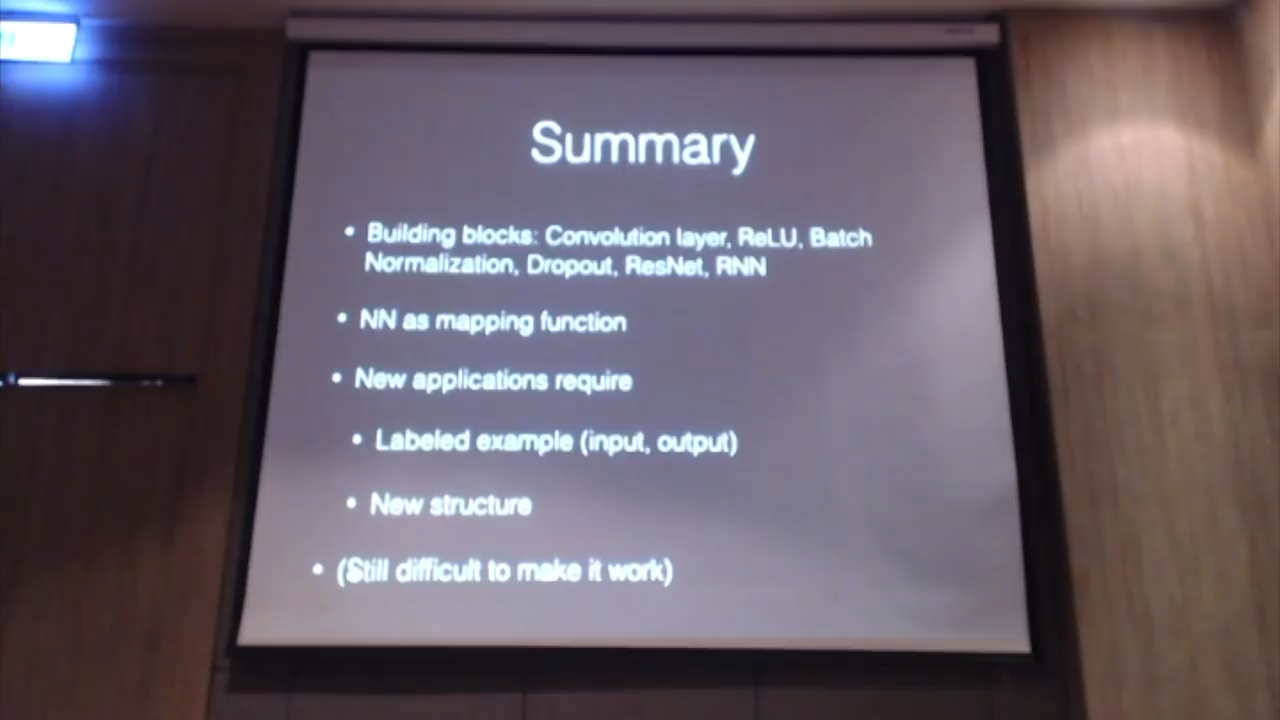 Summary
• Building blocks: Convolution layer, ReLU, Batch
Normalization, Dropout, ResNet, RNN
• NN as mapping function
• New applications require
• Labeled example (input, output)
• New structure
• (Still difficult to make it work)